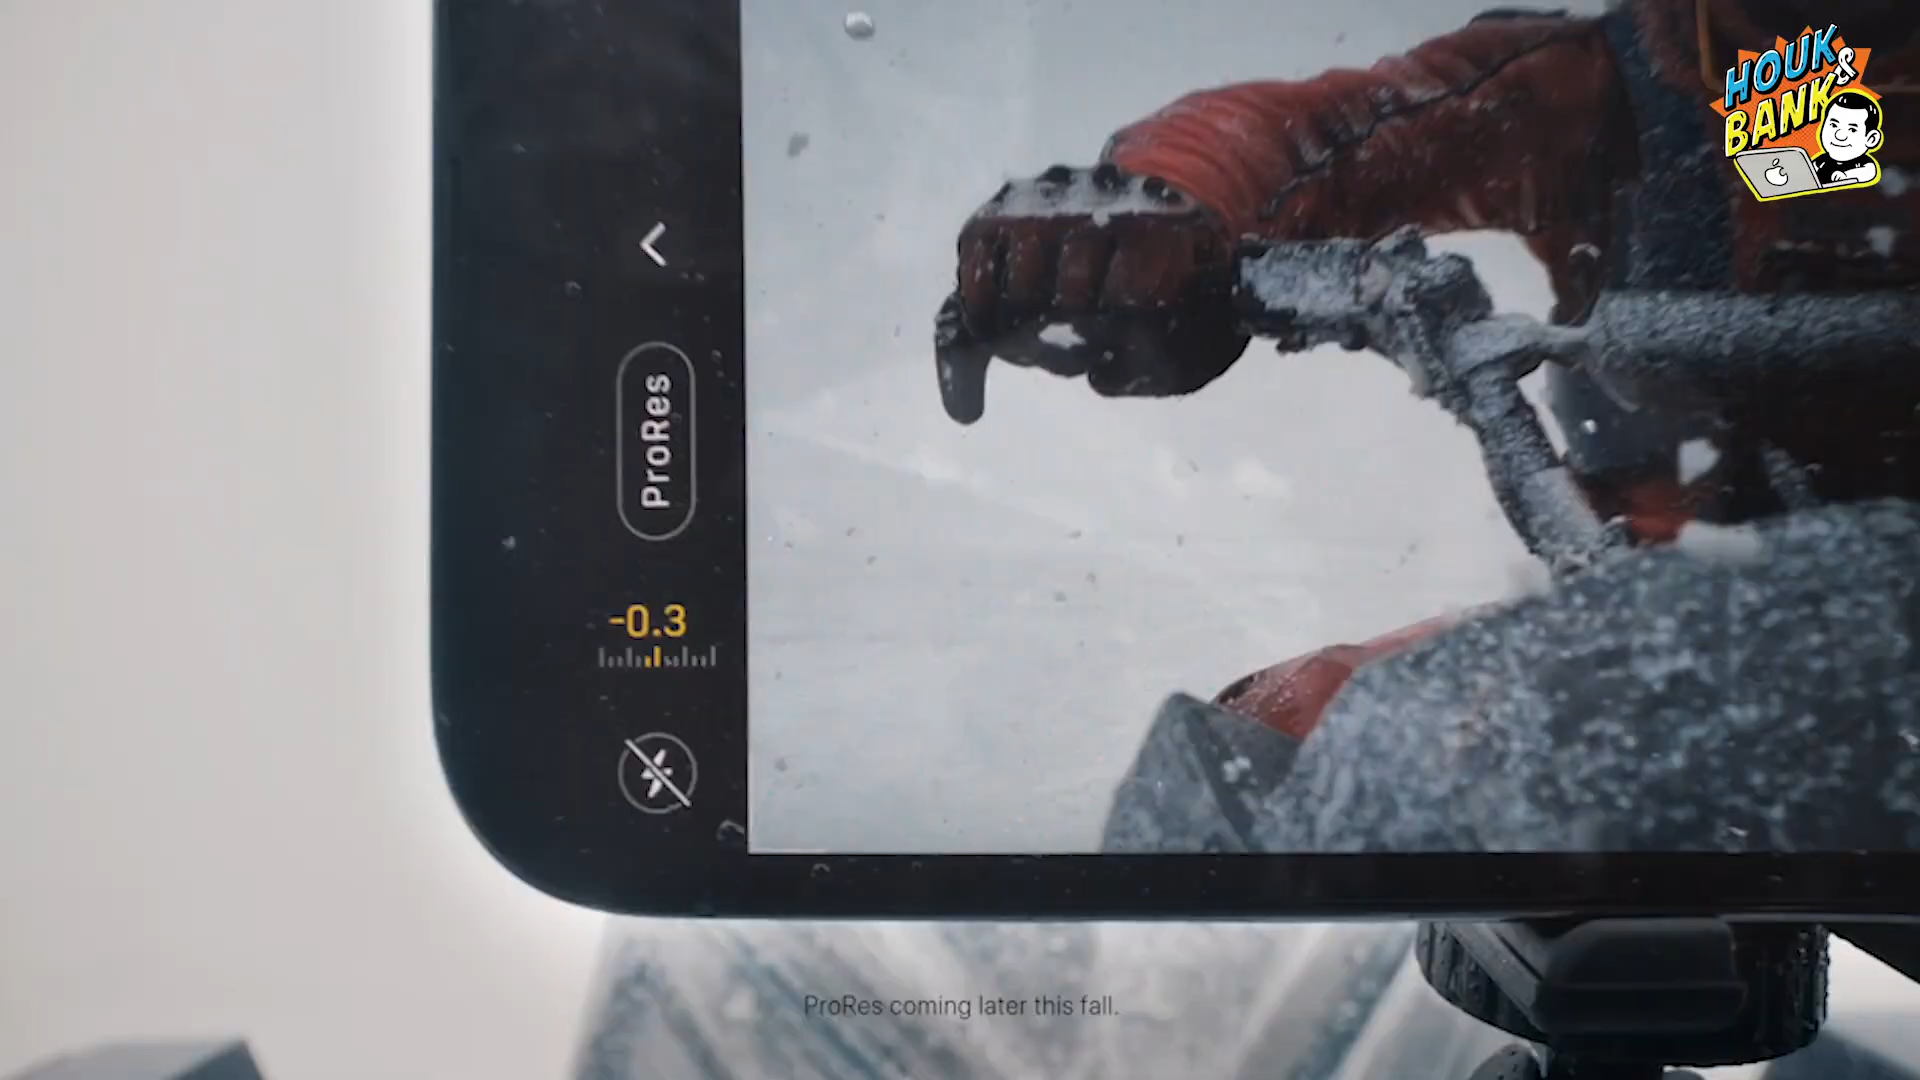 HOUK &
BANK
ProRes
-0.3
ProRes coming later this fall.